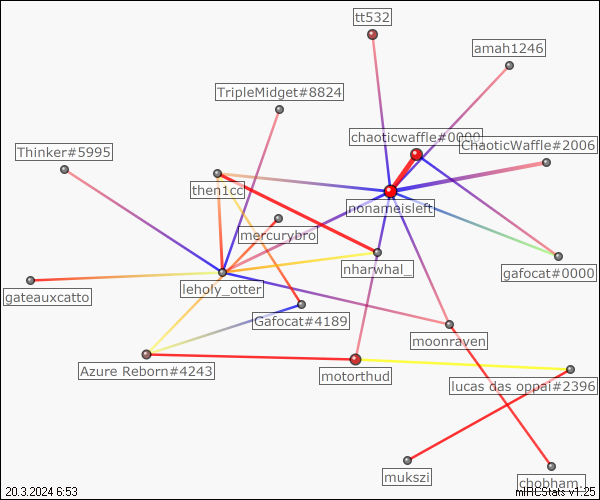 tt532
amah1246
TripleMidget#8824
chaoticwaffle#0000
ChaoticWaffle#2006
Thinker#5995
then1cc
nonameisleft
mercurybro
nharwhal_
gafocat#0000
leholy_otter
gateauxcatto
Gafocat#4189
moonraven
Azure Reborn#4243
motorthud
lucas das oppai#2396
mukszi
chobham.
20.3.2024 6:53
mIRCStats v1.25